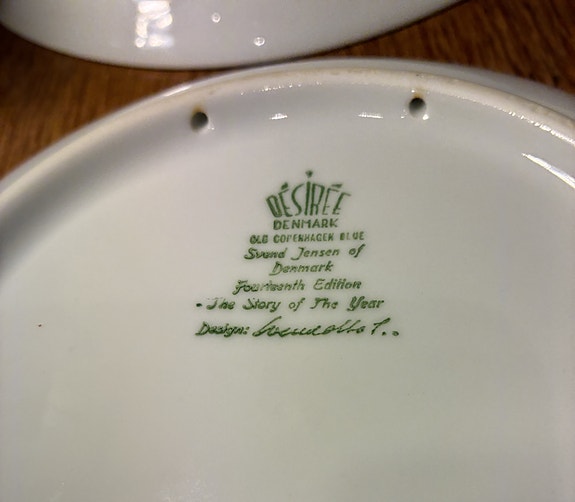 DÉSIRÉE
DENMARK
OLD COPENHAGEN BLUE
Svend Jensen of
Denmark
Fourteenth Edition
The Story of The Year
Design: